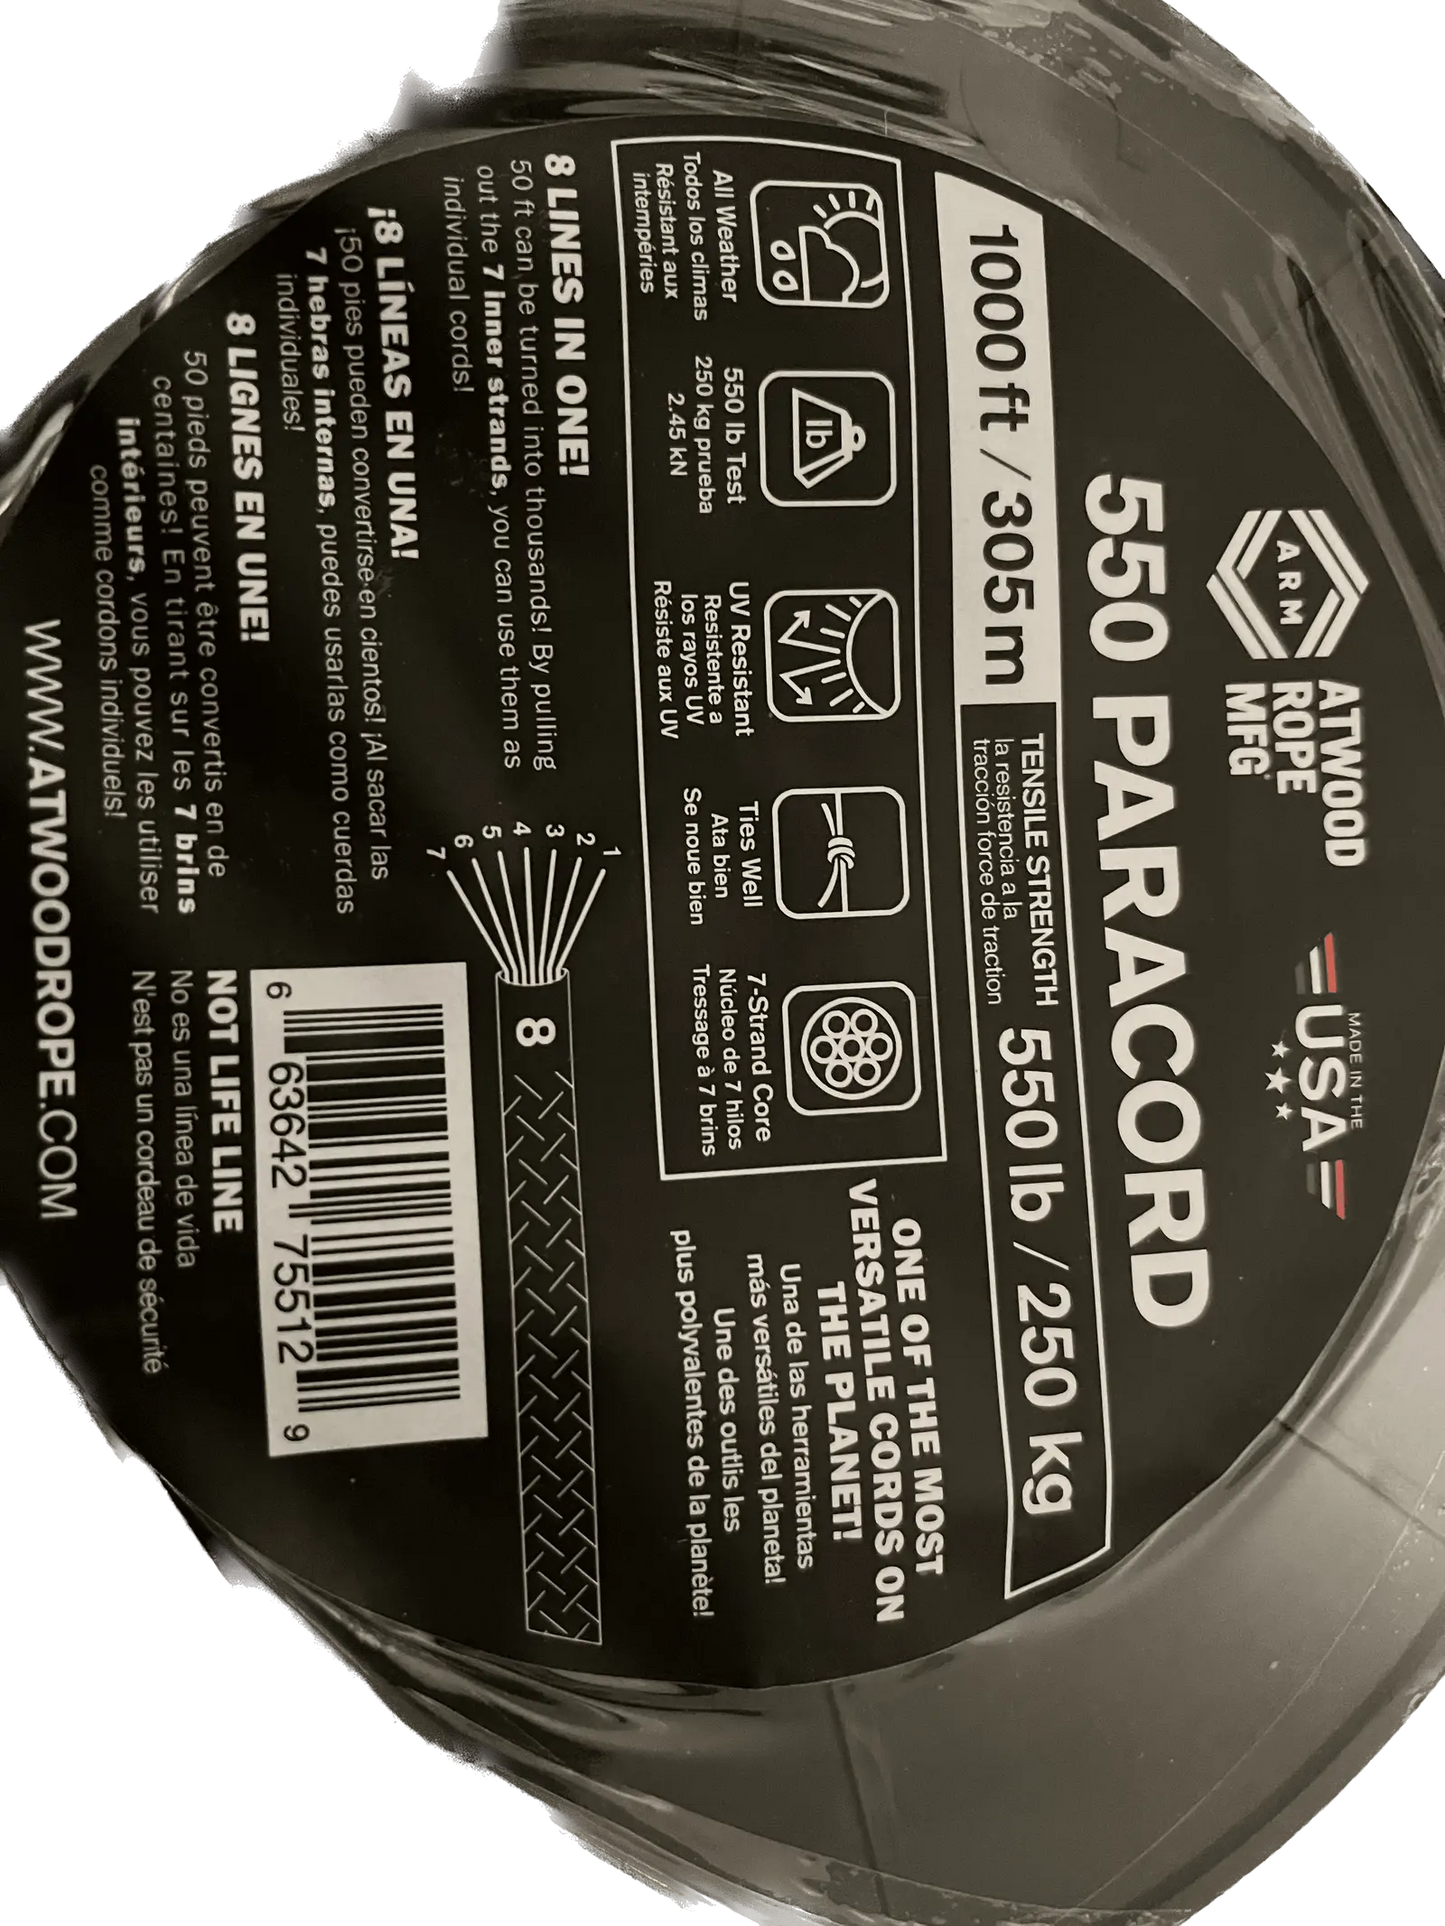 ARM
ATWOOD
ROPE
MFG
MADE IN THE
USA
550 PARACORD
1000 ft / 305 m
TENSILE STRENGTH
la resistencia a la
tracción force de traction
550 lb / 250 kg
lb
All Weather
Todos los climas
Résistant aux
intempéries
550 lb Test
250 kg prueba
2.45 kN
UV Resistant
Resistente a
los rayos UV
Résiste aux UV
Ties Well
Ata bien
Se noue bien
7-Strand Core
Núcleo de 7 hilos
Tressage à 7 brins
ONE OF THE MOST
VERSATILE CORDS ON
THE PLANET!
Una de las herramientas
más versátiles del planeta!
Une des outlis les
plus polyvalentes de la planète!
8 LINES IN ONE!
50 ft can be turned into thousands! By pulling
out the 7 inner strands, you can use them as
individual cords!
¡8 LÍNEAS EN UNA!
¡50 pies pueden convertirse en cientos! ¡Al sacar las
7 hebras internas, puedes usarlas como cuerdas
individuales!
8 LIGNES EN UNE!
50 pieds peuvent être convertis en de
centaines! En tirant sur les 7 brins
intérieurs, vous pouvez les utiliser
comme cordons individuels!
1
2
3
4
5
6
7
8
6 63642 75512 9
NOT LIFE LINE
No es una línea de vida
N'est pas un cordeau de sécurité
WWW.ATWOODROPE.COM